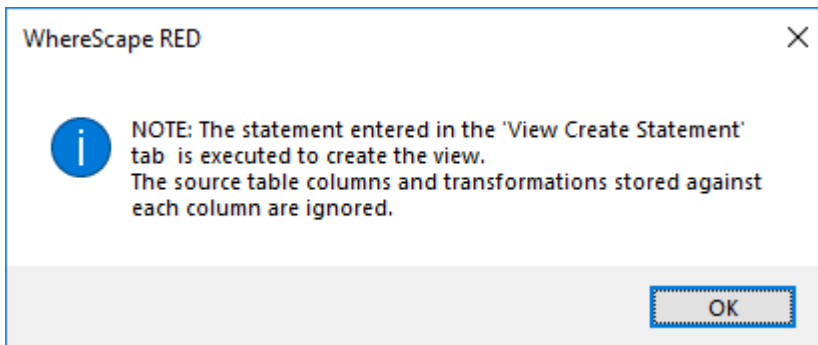 WhereScape RED
NOTE: The statement entered in the 'View Create Statement'
tab  is executed to create the view.
The source table columns and transformations stored against
each column are ignored.
OK